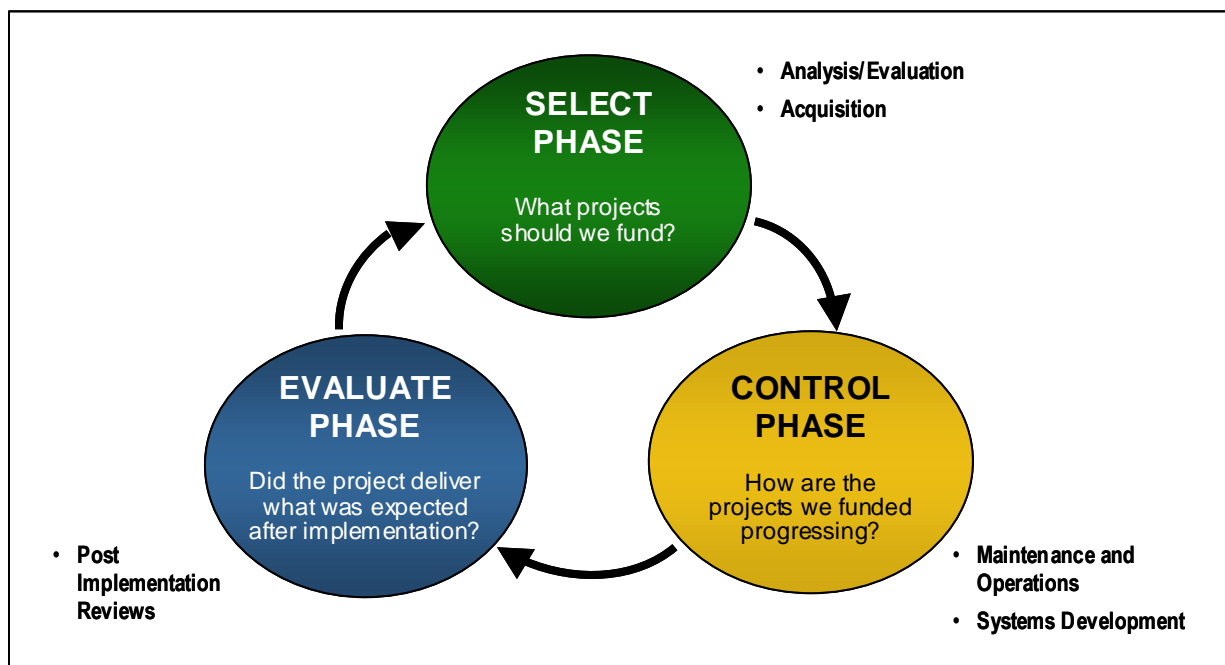 SELECT
PHASE
What projects
should we fund?
• Analysis/Evaluation
• Acquisition
EVALUATE
PHASE
Did the project deliver
what was expected
after implementation?
CONTROL
PHASE
How are the
projects we funded
progressing?
• Post
Implementation
Reviews
• Maintenance and
Operations
• Systems Development